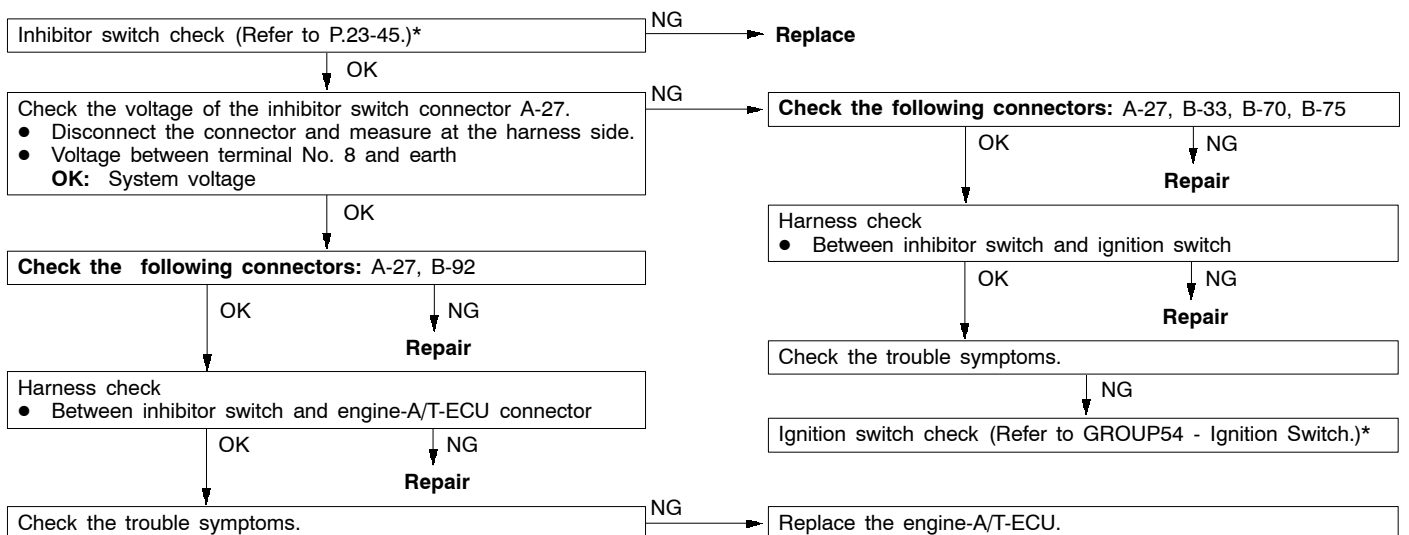 Inhibitor switch check (Refer to P.23-45.)*
NG
Replace
OK
Check the voltage of the inhibitor switch connector A-27.
● Disconnect the connector and measure at the harness side.
● Voltage between terminal No. 8 and earth
OK: System voltage
NG
Check the following connectors: A-27, B-33, B-70, B-75
OK
NG
Repair
Harness check
● Between inhibitor switch and ignition switch
OK
NG
Repair
Check the trouble symptoms.
NG
Ignition switch check (Refer to GROUP54 - Ignition Switch.)*
OK
Check the following connectors: A-27, B-92
OK
NG
Repair
Harness check
● Between inhibitor switch and engine-A/T-ECU connector
OK
NG
Repair
Check the trouble symptoms.
NG
Replace the engine-A/T-ECU.